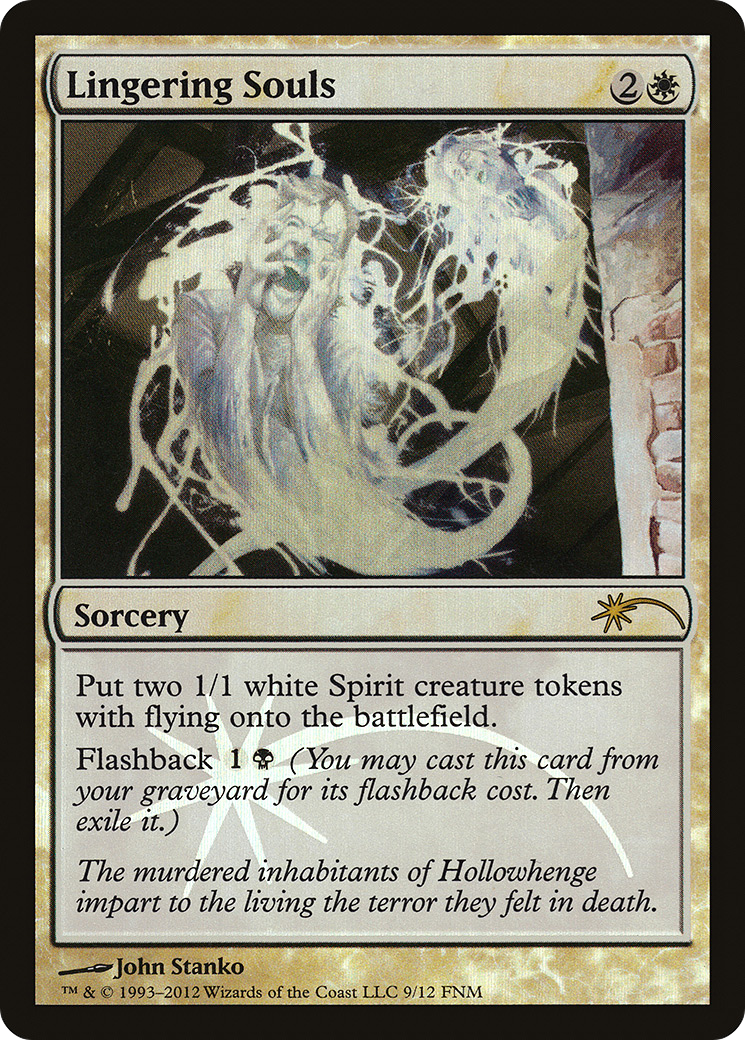 Lingering Souls 2
Sorcery
Put two 1/1 white Spirit creature tokens
with flying onto the battlefield.
Flashback 1 (You may cast this card from
your graveyard for its flashback cost. Then
exile it.)
The murdered inhabitants of Hollowhenge
impart to the living the terror they felt in death.
John Stanko
™ & © 1993–2012 Wizards of the Coast LLC 9/12 FNM